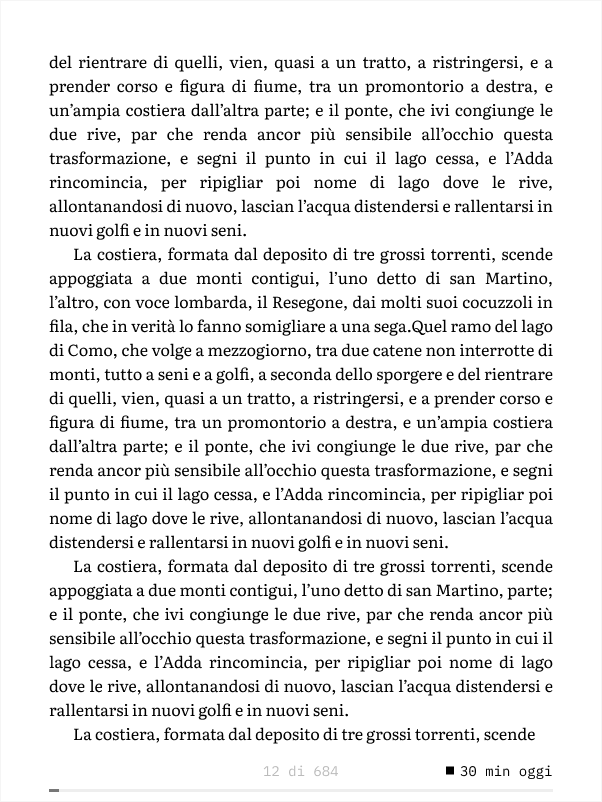 del rientrare di quelli, vien, quasi a un tratto, a ristringersi, e a
prender corso e figura di fiume, tra un promontorio a destra, e
un’ampia costiera dall’altra parte; e il ponte, che ivi congiunge le
due rive, par che renda ancor più sensibile all’occhio questa
trasformazione, e segni il punto in cui il lago cessa, e l’Adda
rincomincia, per ripigliar poi nome di lago dove le rive,
allontanandosi di nuovo, lascian l’acqua distendersi e rallentarsi in
nuovi golfi e in nuovi seni.
La costiera, formata dal deposito di tre grossi torrenti, scende
appoggiata a due monti contigui, l’uno detto di san Martino,
l’altro, con voce lombarda, il Resegone, dai molti suoi cocuzzoli in
fila, che in verità lo fanno somigliare a una sega.Quel ramo del lago
di Como, che volge a mezzogiorno, tra due catene non interrotte di
monti, tutto a seni e a golfi, a seconda dello sporgere e del rientrare
di quelli, vien, quasi a un tratto, a ristringersi, e a prender corso e
figura di fiume, tra un promontorio a destra, e un’ampia costiera
dall’altra parte; e il ponte, che ivi congiunge le due rive, par che
renda ancor più sensibile all’occhio questa trasformazione, e segni
il punto in cui il lago cessa, e l’Adda rincomincia, per ripigliar poi
nome di lago dove le rive, allontanandosi di nuovo, lascian l’acqua
distendersi e rallentarsi in nuovi golfi e in nuovi seni.
La costiera, formata dal deposito di tre grossi torrenti, scende
appoggiata a due monti contigui, l’uno detto di san Martino, parte;
e il ponte, che ivi congiunge le due rive, par che renda ancor più
sensibile all’occhio questa trasformazione, e segni il punto in cui il
lago cessa, e l’Adda rincomincia, per ripigliar poi nome di lago
dove le rive, allontanandosi di nuovo, lascian l’acqua distendersi e
rallentarsi in nuovi golfi e in nuovi seni.
La costiera, formata dal deposito di tre grossi torrenti, scende
12 di 684
■ 30 min oggi